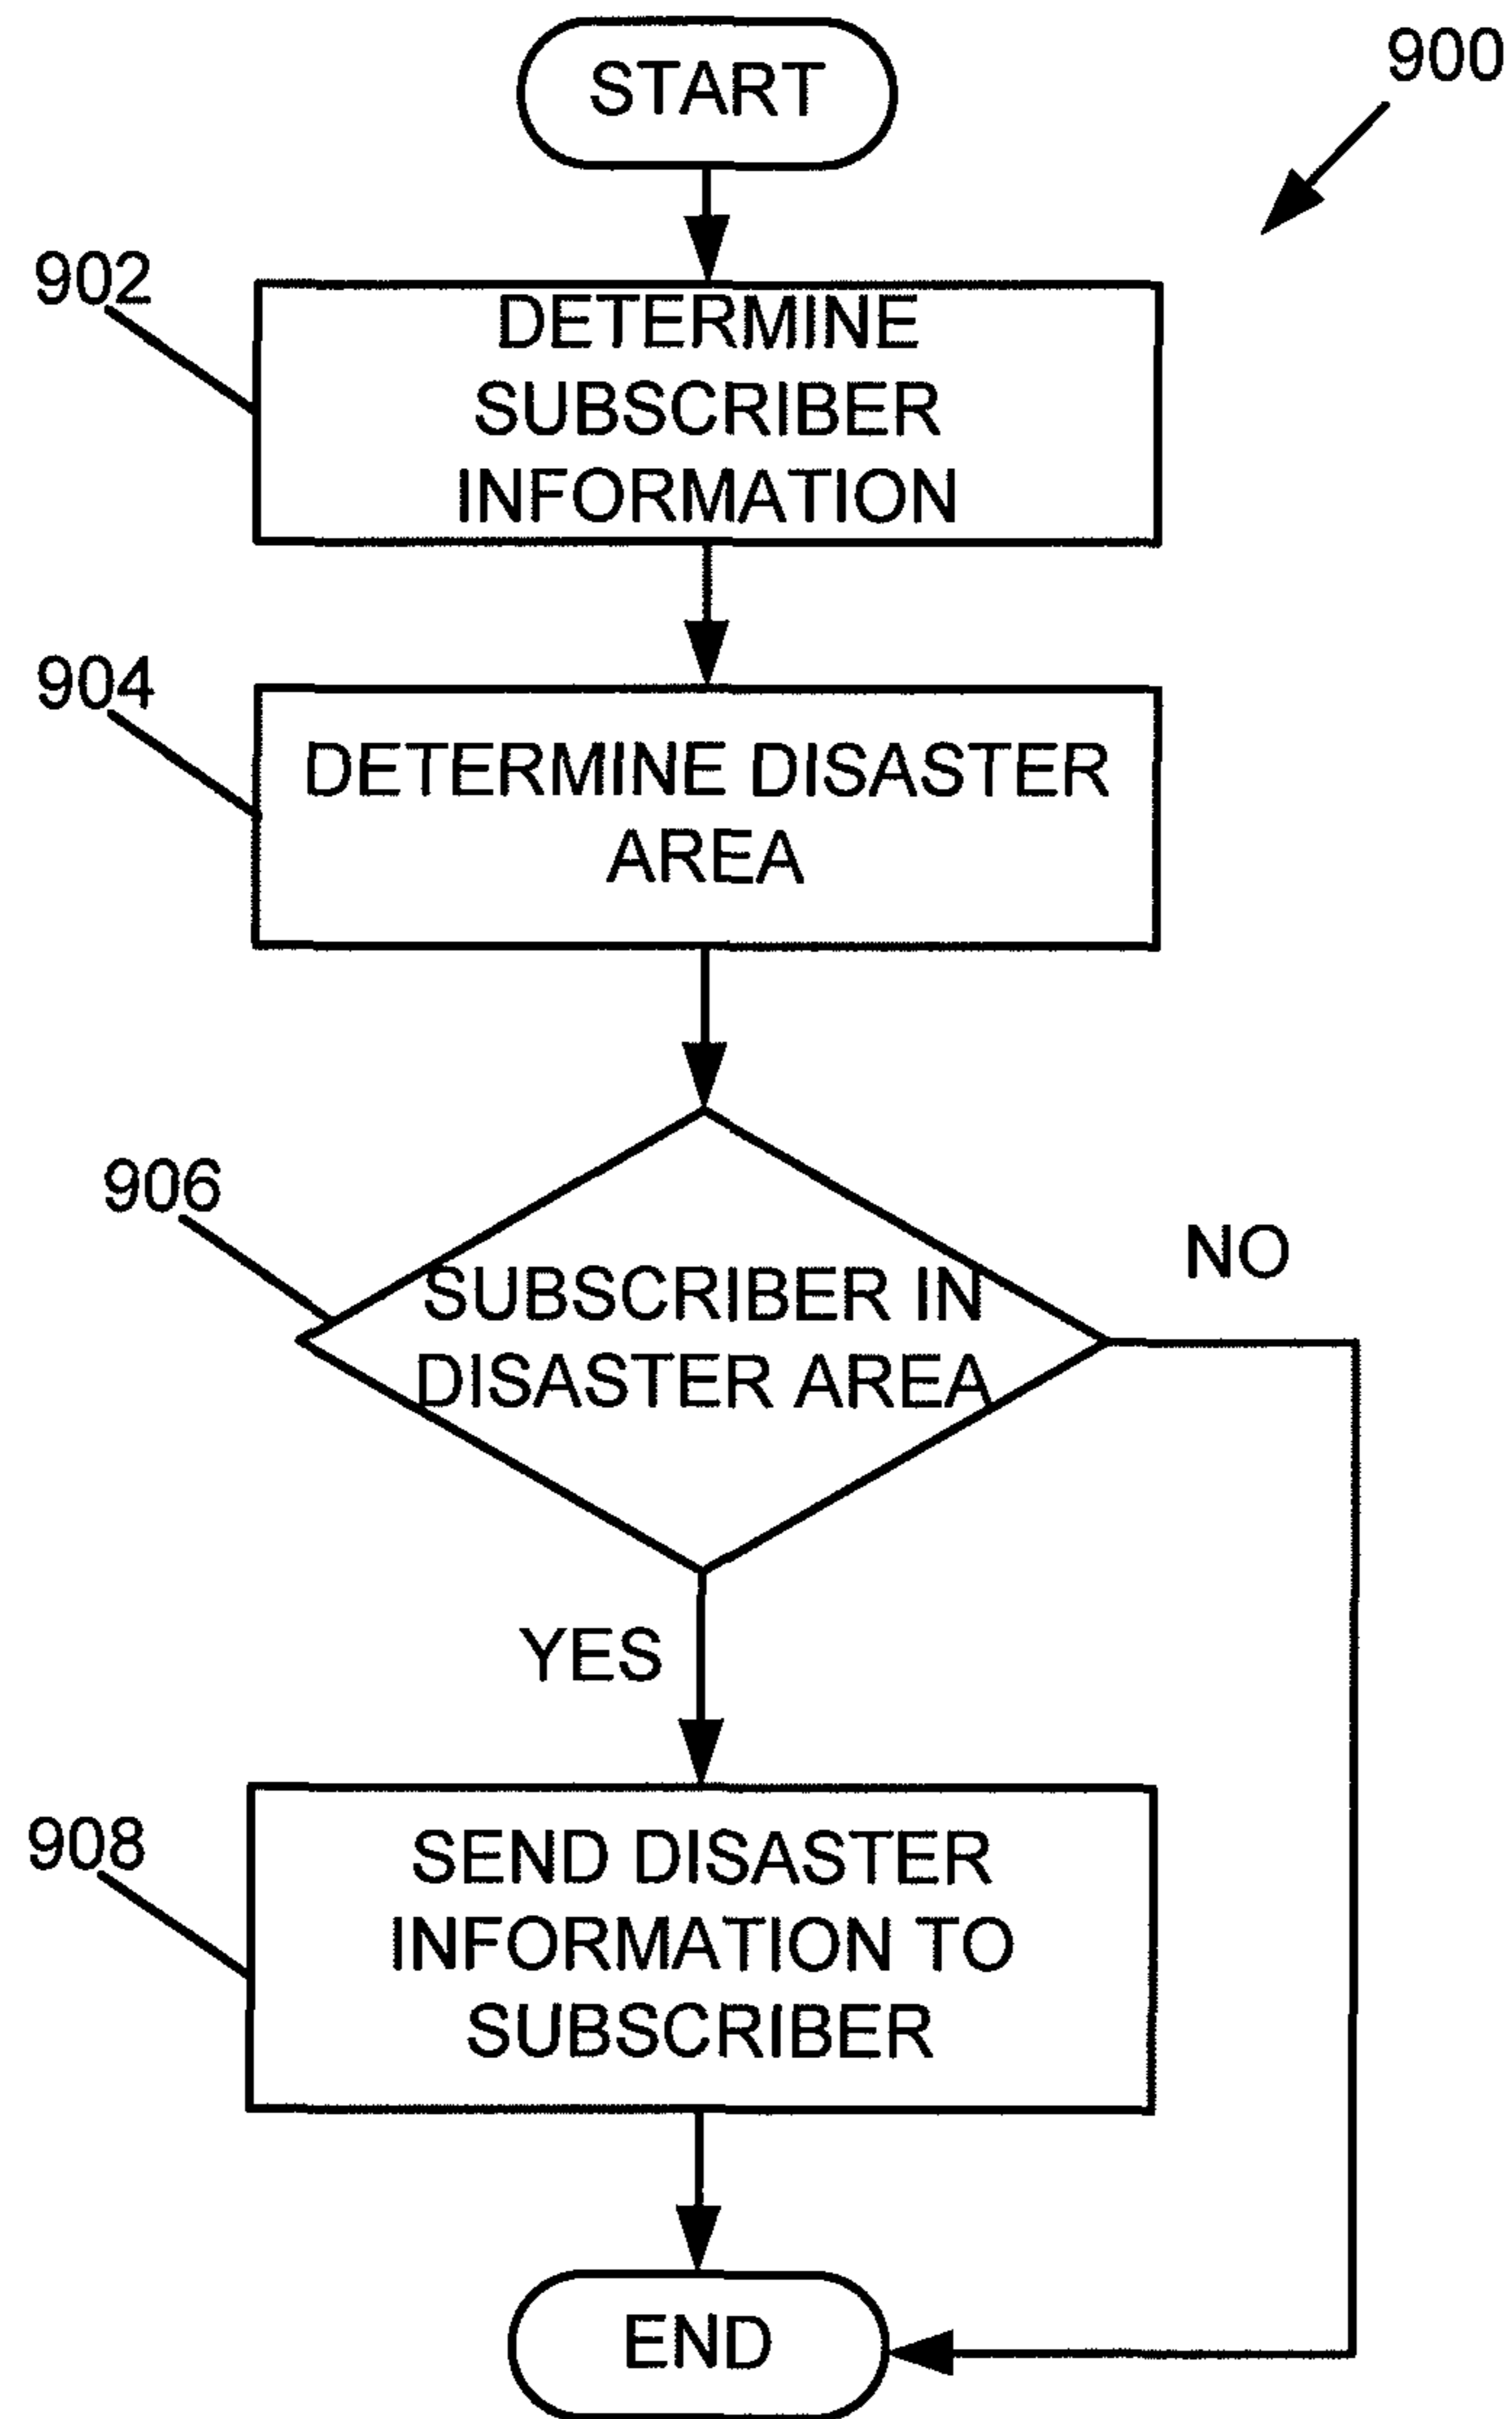 START
900
902
DETERMINE
SUBSCRIBER
INFORMATION
904
DETERMINE DISASTER
AREA
906
SUBSCRIBER IN
DISASTER AREA
NO
YES
908
SEND DISASTER
INFORMATION TO
SUBSCRIBER
END